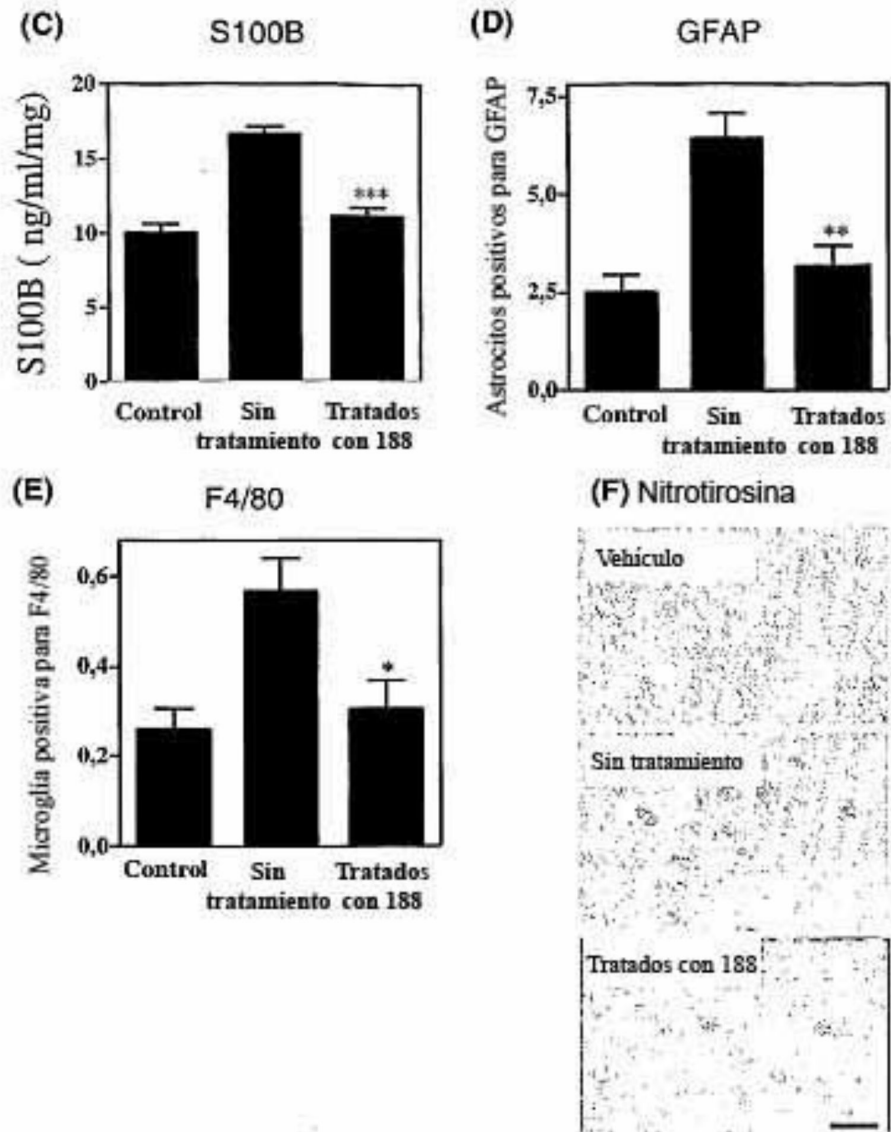 (C)
S100B
S100B ( ng/ml/mg)
20
15
10
5
0
***
Control
Sin
tratamiento
Tratados
con 188
(D)
GFAP
Astrocitos positivos para GFAP
7,5
5,0
2,5
0,0
**
Control
Sin
tratamiento
Tratados
con 188
(E)
F4/80
Microglia positiva para F4/80
0,6
0,4
0,2
0,0
*
Control
Sin
tratamiento
Tratados
con 188
(F) Nitrotirosina
Vehículo
Sin tratamiento
Tratados con 188